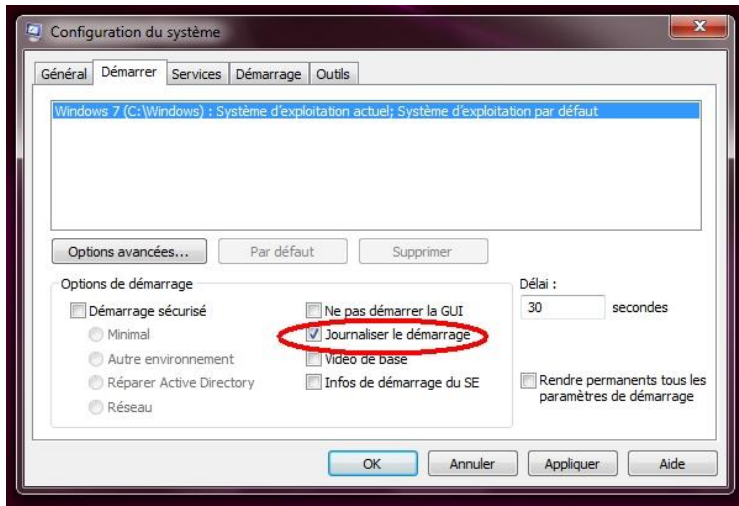 Configuration du système
Général Démarrer Services Démarrage Outils
Windows 7 (C:\Windows) : Système d'exploitation actuel; Système d'exploitation par défaut
Options avancées... Par défaut Supprimer
Options de démarrage
Démarrage sécurisé
Minimal
Autre environnement
Réparer Active Directory
Réseau
Ne pas démarrer la GUI
Journaliser le démarrage
Vidéo de base
Infos de démarrage du SE
Délai :
30 secondes
Rendre permanents tous les
paramètres de démarrage
OK Annuler Appliquer Aide